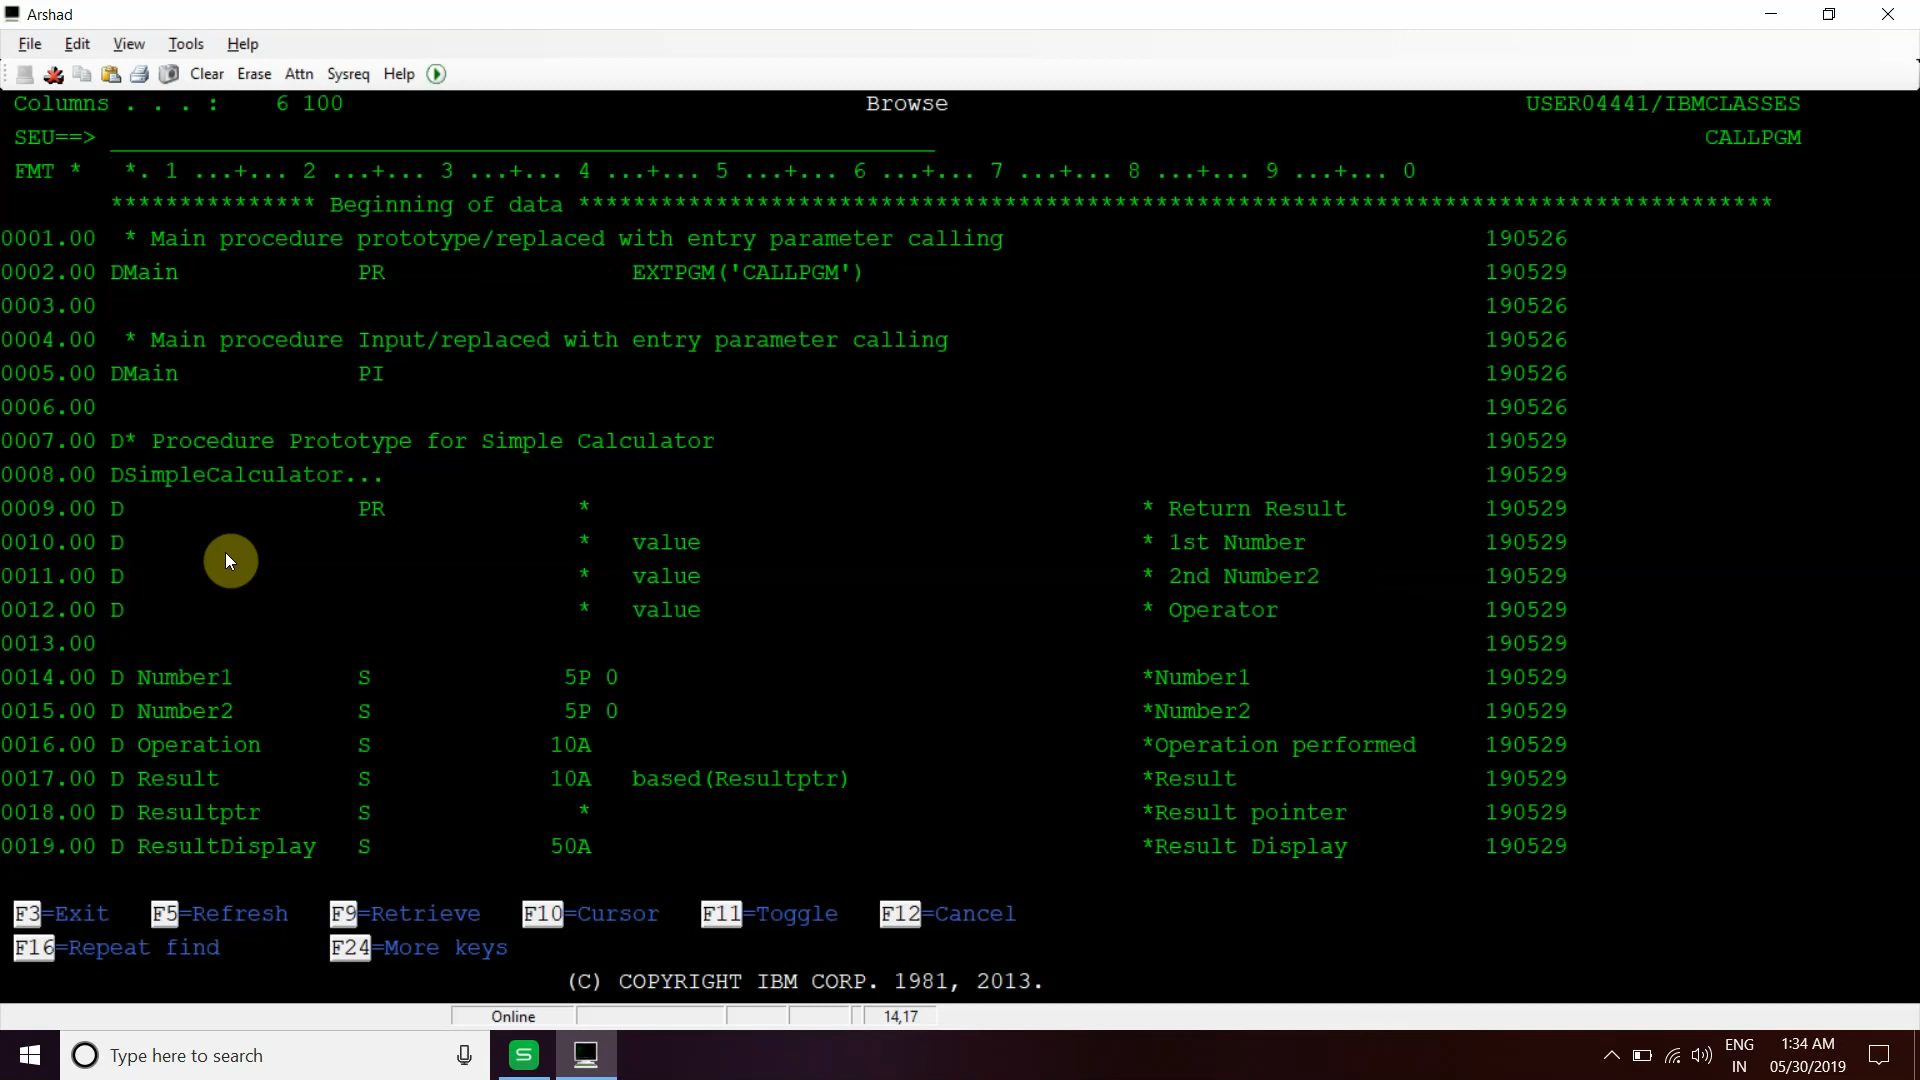 Arshad
File Edit View Tools Help
Clear Erase Attn Sysreq Help
Columns . . . : 6 100 Browse USER04441/IBMCLASSES
SEU==> CALLPGM
FMT * *. 1 ...+... 2 ...+... 3 ...+... 4 ...+... 5 ...+... 6 ...+... 7 ...+... 8 ...+... 9 ...+... 0
*************** Beginning of data ***************************************************************************************
0001.00 * Main procedure prototype/replaced with entry parameter calling 190526
0002.00 DMain PR EXTPGM('CALLPGM') 190529
0003.00 190526
0004.00 * Main procedure Input/replaced with entry parameter calling 190526
0005.00 DMain PI 190526
0006.00 190526
0007.00 D* Procedure Prototype for Simple Calculator 190529
0008.00 DSimpleCalculator... 190529
0009.00 D PR * * Return Result 190529
0010.00 D * value * 1st Number 190529
0011.00 D * value * 2nd Number2 190529
0012.00 D * value * Operator 190529
0013.00 190529
0014.00 D Number1 S 5P 0 *Number1 190529
0015.00 D Number2 S 5P 0 *Number2 190529
0016.00 D Operation S 10A *Operation performed 190529
0017.00 D Result S 10A based(Resultptr) *Result 190529
0018.00 D Resultptr S * *Result pointer 190529
0019.00 D ResultDisplay S 50A *Result Display 190529
F3=Exit F5=Refresh F9=Retrieve F10=Cursor F11=Toggle F12=Cancel
F16=Repeat find F24=More keys
(C) COPYRIGHT IBM CORP. 1981, 2013.
Online 14,17
Type here to search S ENG 1:34 AM
IN 05/30/2019